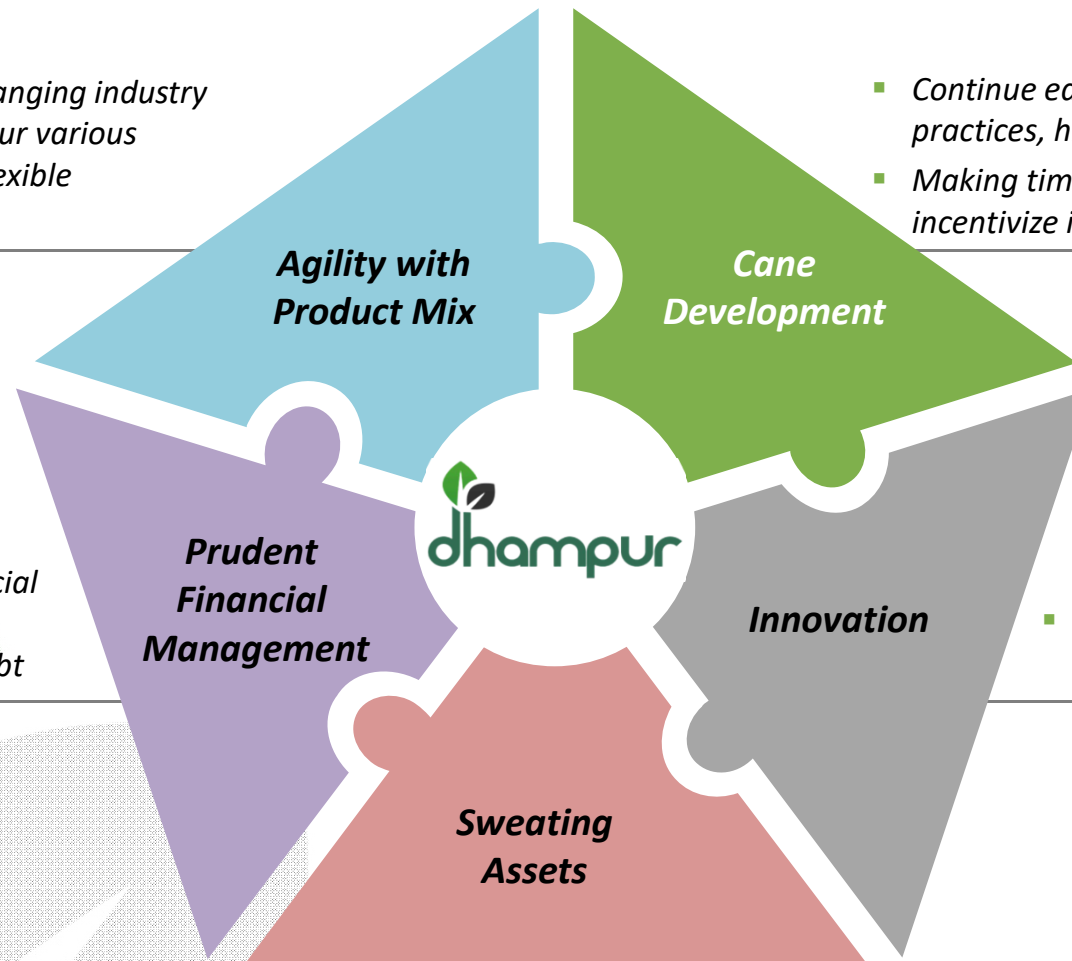 anging industry
ur various
exible
Agility with
Product Mix
▪ Continue ea
practices, h
▪ Making tim
incentivize i
Cane
Development
cial
bt
Prudent
Financial
Management
dhampur
Innovation
▪
Sweating
Assets